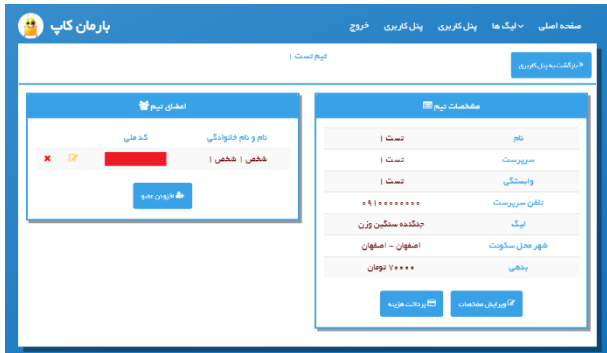 صفحه اصلی لیگ ها پنل کاربری پنل کاربری خروج
بارمان کاپ
تیم تست ۱
بازگشت به پنل کاربری
مشخصات تیم
نام تست ۱
سرپرست تست ۱
وابستگی تست ۱
تلفن سرپرست ۰۹۱۰۰۰۰۰۰۰۰
لیگ جنگنده سنگین وزن
شهر محل سکونت اصفهان - اصفهان
بدهی ۷۰۰۰۰ تومان
ویرایش مشخصات پرداخت هزینه
اعضای تیم
نام و نام خانوادگی کد ملی
شخص ۱ شخص ۱
افزودن عضو